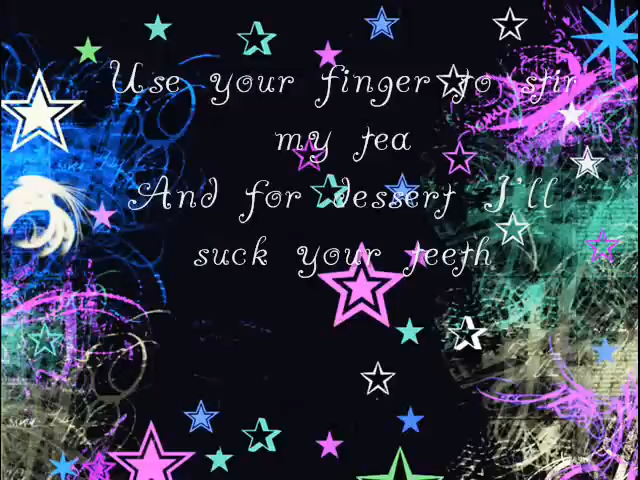 Use your finger to stir
my tea
And for dessert I'll
suck your teeth